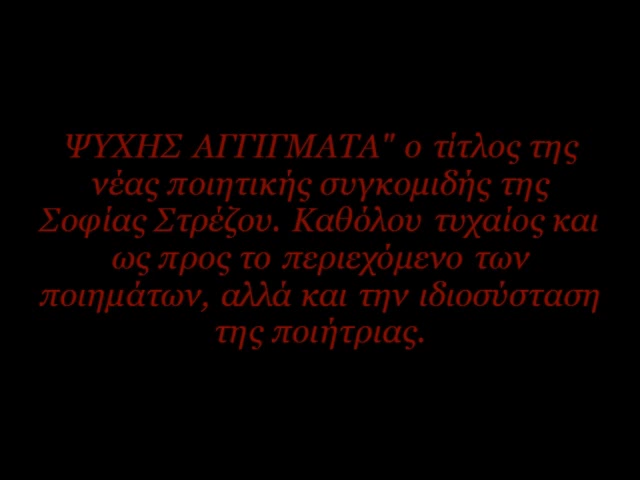 ΨΥΧΗΣ ΑΓΓΙΓΜΑΤΑ" ο τίτλος της
νέας ποιητικής συγκομιδής της
Σοφίας Στρέζου. Καθόλου τυχαίος και
ως προς το περιεχόμενο των
ποιημάτων, αλλά και την ιδιοσύσταση
της ποιήτριας.